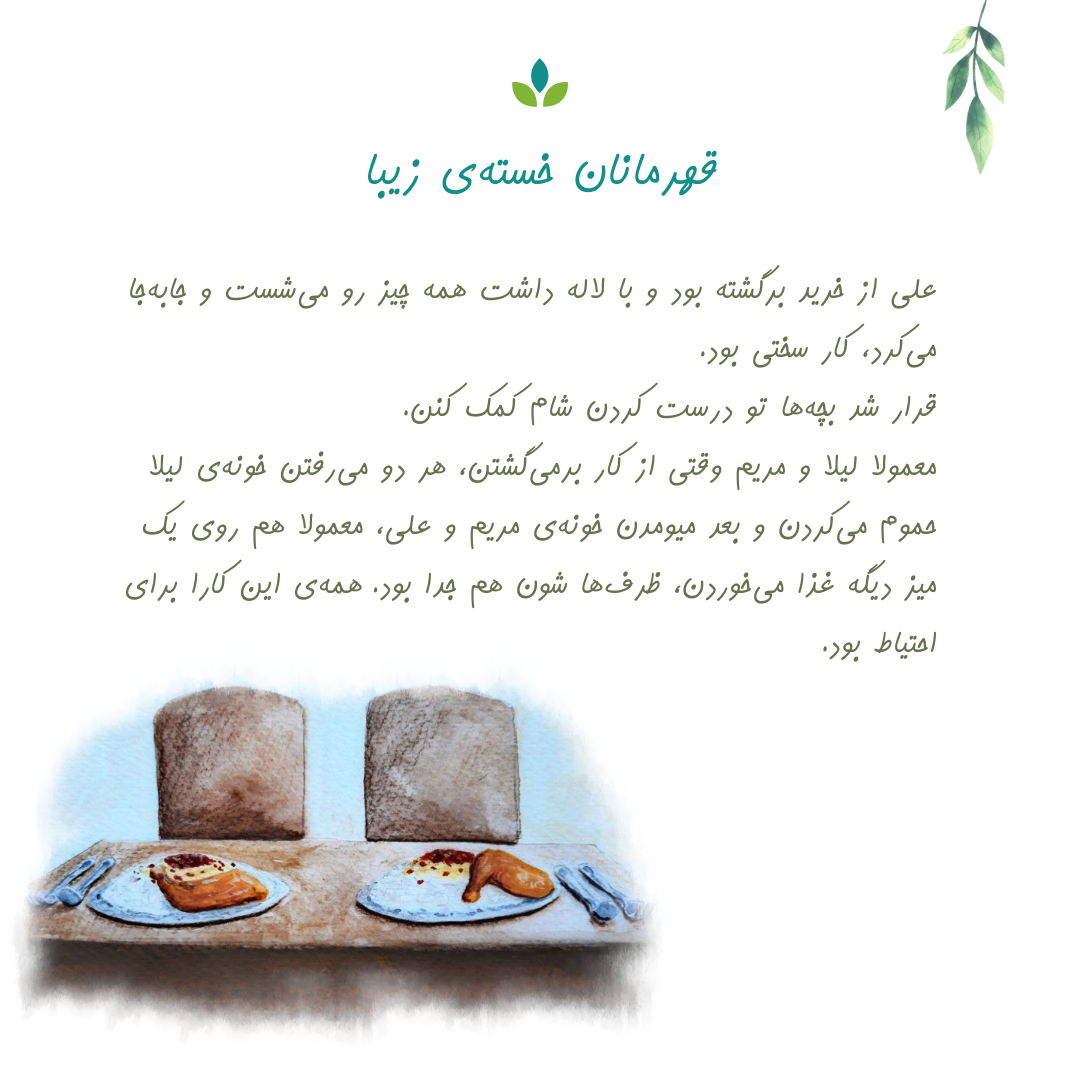 قهرمانان خسته‌ی زیبا
علی از خرید برگشته بود و با لاله داشت همه چیز رو می‌شست و جابه‌جا
می‌کرد، کار سختی بود.
قرار شد بچه‌ها تو درست کردن شام کمک کنن.
معمولا لیلا و مریم وقتی از کار برمی‌گشتن، هر دو می‌رفتن خونه‌ی لیلا
حموم می‌کردن و بعد میومدن خونه‌ی مریم و علی، معمولا هم روی یک
میز دیگه غذا می‌خوردن، ظرف‌ها شون هم جدا بود. همه‌ی این کارا برای
احتیاط بود.